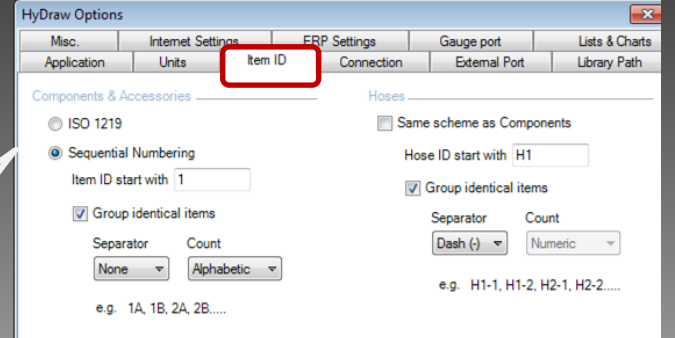 HyDraw Options
Misc. Internet Settings ERP Settings Gauge port Lists & Charts
Application Units Item ID Connection External Port Library Path
Components & Accessories
ISO 1219
Sequential Numbering
Item ID start with 1
Group identical items
Separator Count
None Alphabetic
e.g. 1A, 1B, 2A, 2B.....
Hoses
Same scheme as Components
Hose ID start with H1
Group identical items
Separator Count
Dash (-) Numeric
e.g. H1-1, H1-2, H2-1, H2-2.....